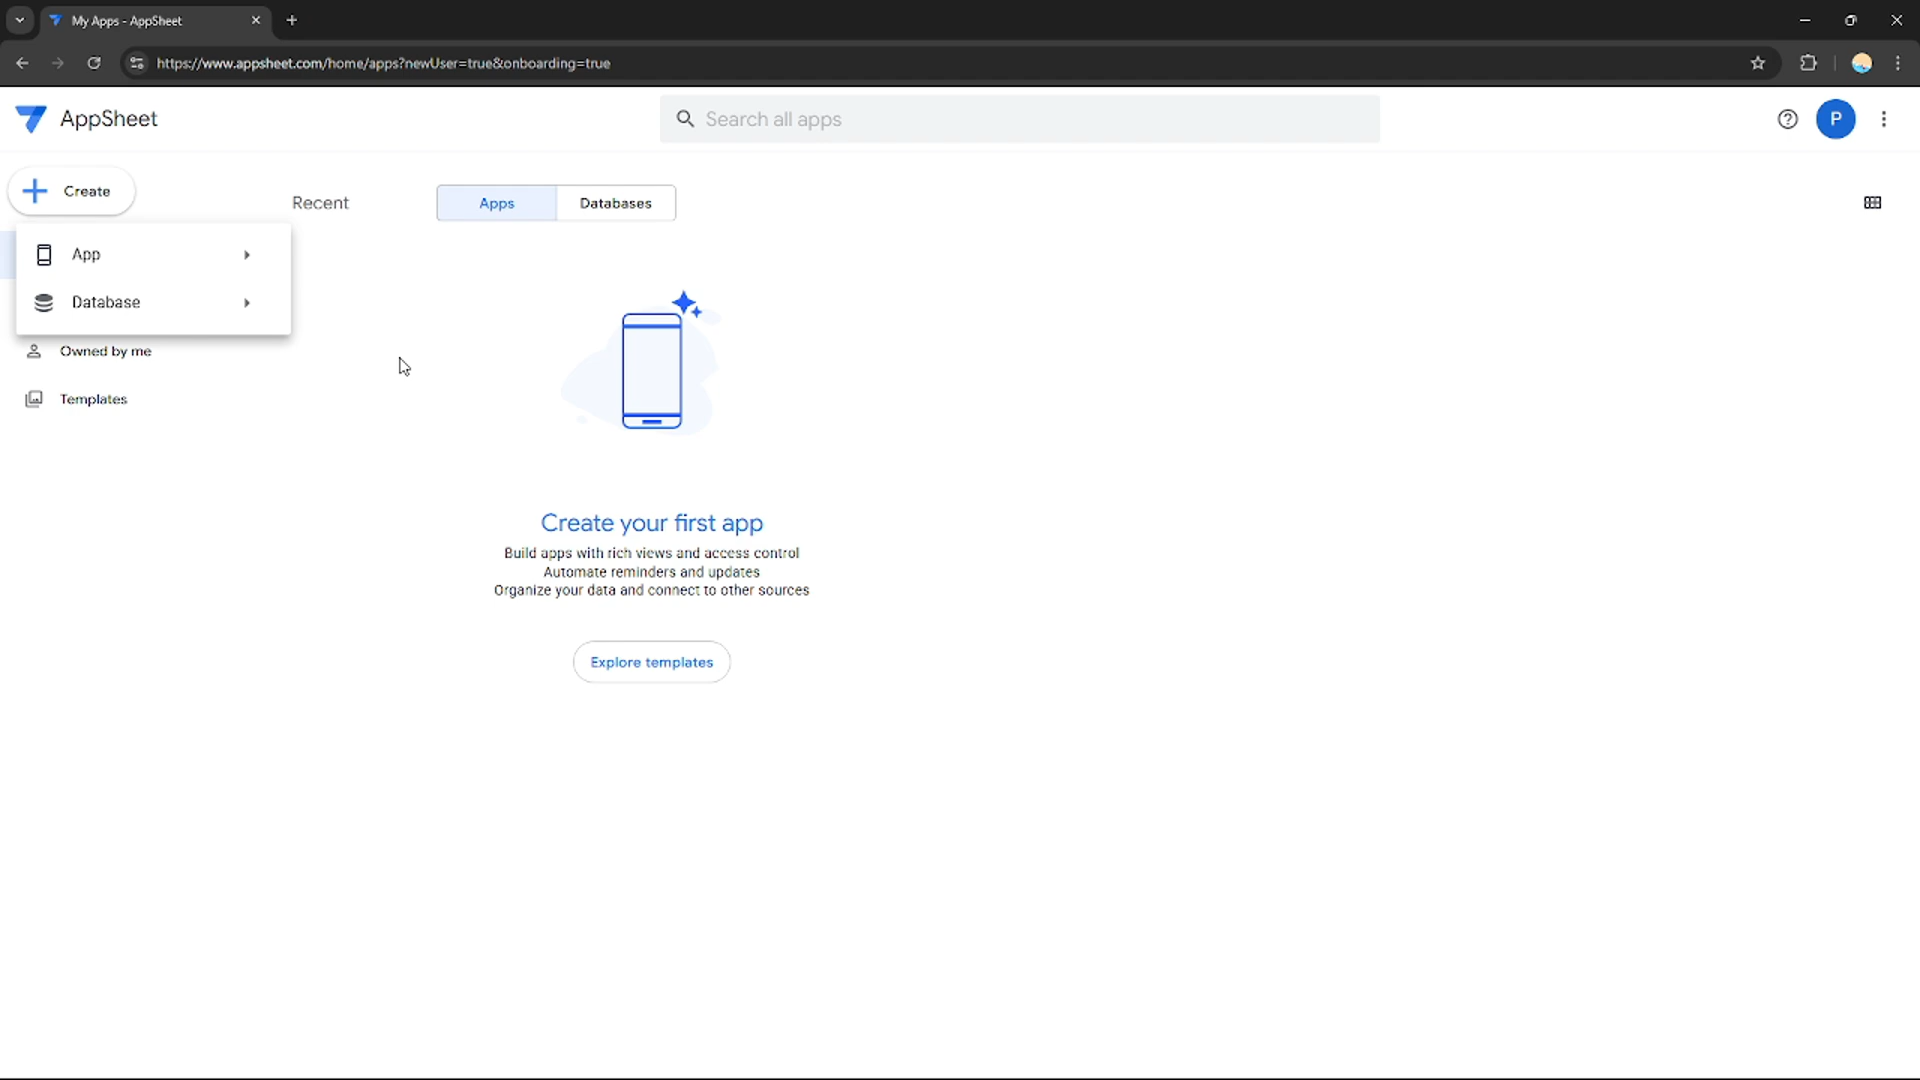 My Apps - AppSheet
https://www.appsheet.com/home/apps?newUser=true&onboarding=true
AppSheet
Search all apps
P
Create
Recent
Apps
Databases
App
Database
Owned by me
Templates
Create your first app
Build apps with rich views and access control
Automate reminders and updates
Organize your data and connect to other sources
Explore templates